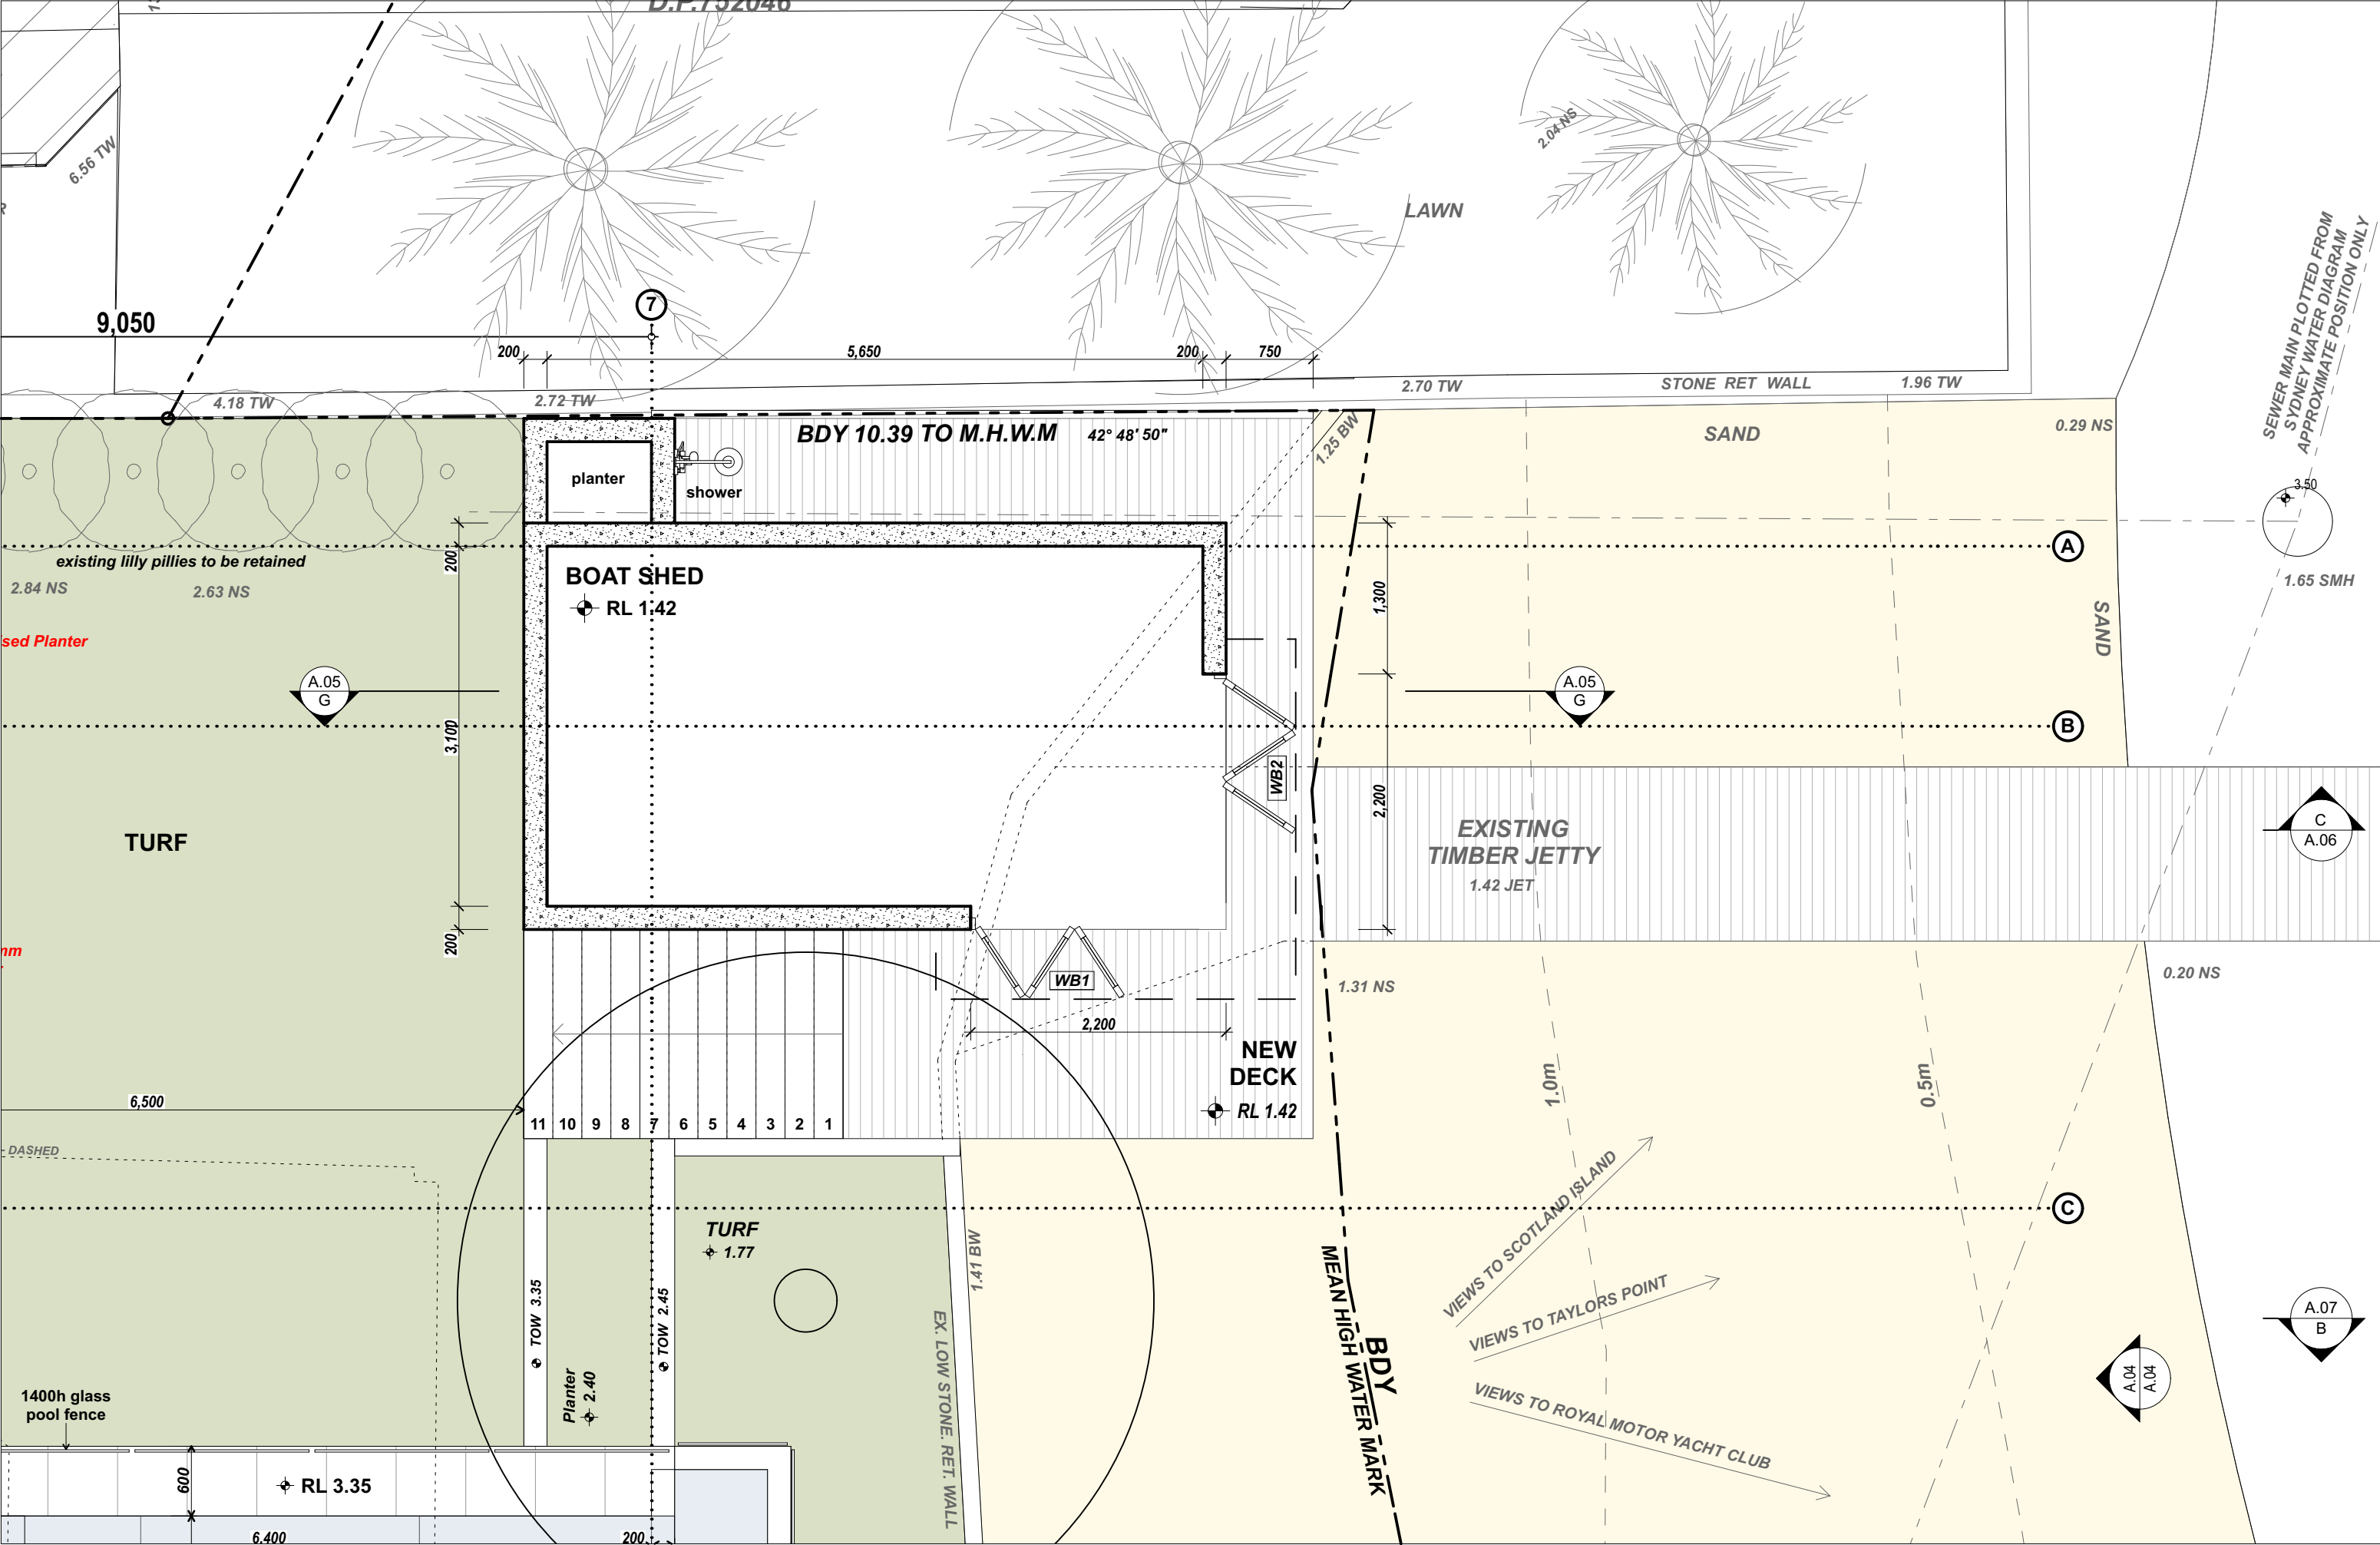 D.P.752046
6.56 TW
2.04 NS
LAWN
SEWER MAIN PLOTTED FROM
SYDNEY WATER DIAGRAM
APPROXIMATE POSITION ONLY
7
9,050
200
5,650
200
750
4.18 TW
2.72 TW
2.70 TW
STONE RET WALL
1.96 TW
BDY 10.39 TO M.H.W.M
42° 48' 50"
1.25 BW
SAND
0.29 NS
planter
shower
3.50
existing lilly pillies to be retained
200
A
2.84 NS
2.63 NS
BOAT SHED
RL 1.42
1,300
1.65 SMH
SAND
sed Planter
A.05
G
A.05
G
3,100
B
WB2
2,200
TURF
EXISTING
TIMBER JETTY
1.42 JET
C
A.06
200
WB1
1.31 NS
0.20 NS
2,200
NEW
DECK
RL 1.42
1.0m
0.5m
6,500
11 10 9 8 7 6 5 4 3 2 1
DASHED
C
TURF
1.77
1.41 BW
VIEWS TO SCOTLAND ISLAND
VIEWS TO TAYLORS POINT
VIEWS TO ROYAL MOTOR YACHT CLUB
TOW 3.35
TOW 2.45
Planter
2.40
EX. LOW STONE. RET. WALL
BDY
MEAN HIGH WATER MARK
A.07
B
A.04
A.04
1400h glass
pool fence
600
RL 3.35
6,400
200